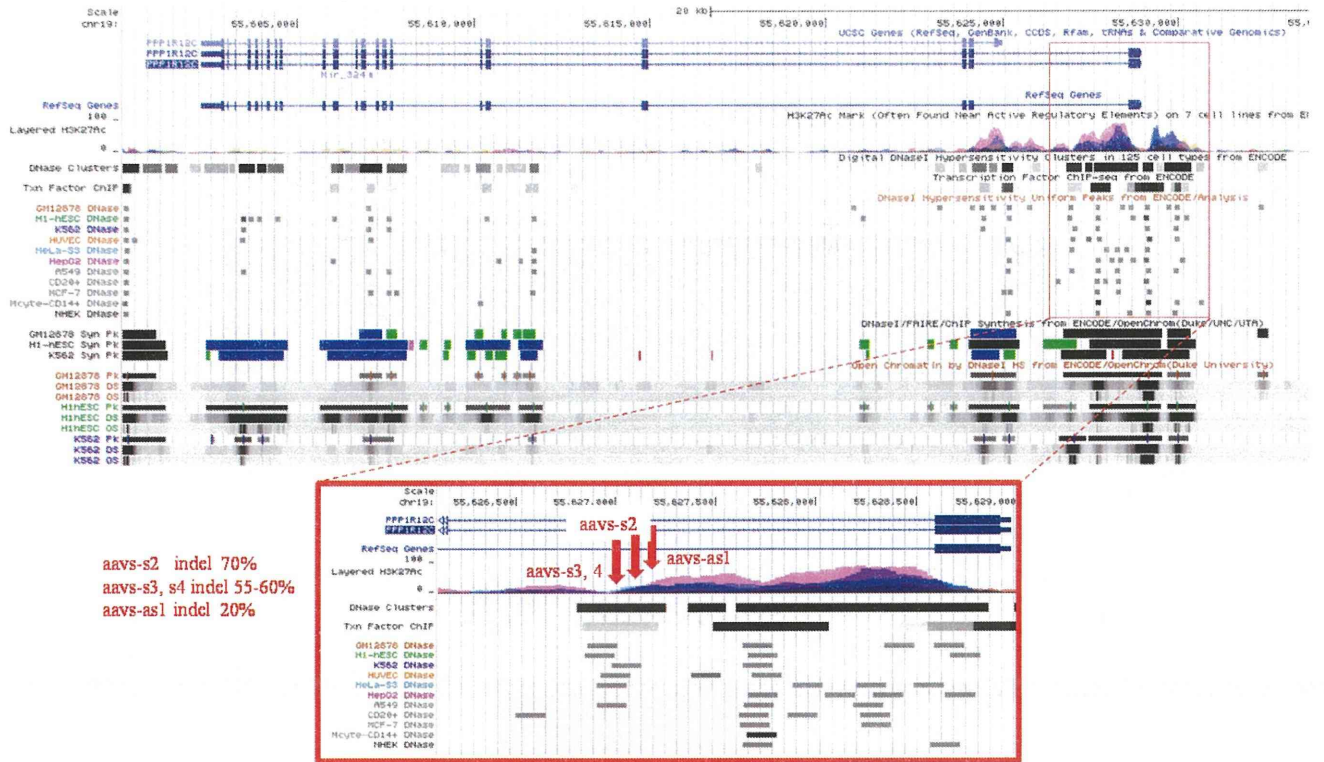 Scale 20 kb
chr19: 55,605,000 55,610,000 55,615,000 55,620,000 55,625,000 55,630,000
UCSC Genes (RefSeq, GenBank, CCDS, Rfam, tRNAs & Comparative Genomics)
PPP1R12C
PPP1R12C
PPP1R12C
Mir_324
RefSeq Genes
RefSeq Genes
H3K27Ac Mark (Often Found Near Active Regulatory Elements) on 7 cell lines from
100 _
Layered H3K27Ac
0 _
Digital DNaseI Hypersensitivity Clusters in 125 cell types from ENCODE
DNase Clusters
Transcription Factor ChIP-seq from ENCODE
Txn Factor ChIP
DNaseI Hypersensitivity Uniform Peaks from ENCODE/Analysis
GM12878 DNase
H1-hESC DNase
K562 DNase
HUVEC DNase
HeLa-S3 DNase
HepG2 DNase
A549 DNase
CD20+ DNase
MCF-7 DNase
Mcyte-CD14+ DNase
NHEK DNase
DNaseI/FAIRE/ChIP Synthesis from ENCODE/OpenChrom(Duke/UNC/UTA)
GM12878 Syn Pk
H1-hESC Syn Pk
K562 Syn Pk
Open Chromatin by DNaseI HS from ENCODE/OpenChrom(Duke University)
GM12878 Pk
GM12878 DS
GM12878 OS
H1hESC Pk
H1hESC DS
H1hESC OS
K562 Pk
K562 DS
K562 OS
Scale
chr19: 55,626,500 55,627,000 55,627,500 55,628,000 55,628,500 55,629,000
PPP1R12C
PPP1R12C
aavs-s2
RefSeq Genes
aavs-as1
100 _
Layered H3K27Ac
aavs-s3, 4
0 _
DNase Clusters
Txn Factor ChIP
GM12878 DNase
H1-hESC DNase
K562 DNase
HUVEC DNase
HeLa-S3 DNase
HepG2 DNase
A549 DNase
CD20+ DNase
MCF-7 DNase
Mcyte-CD14+ DNase
NHEK DNase
aavs-s2 indel 70%
aavs-s3, s4 indel 55-60%
aavs-as1 indel 20%